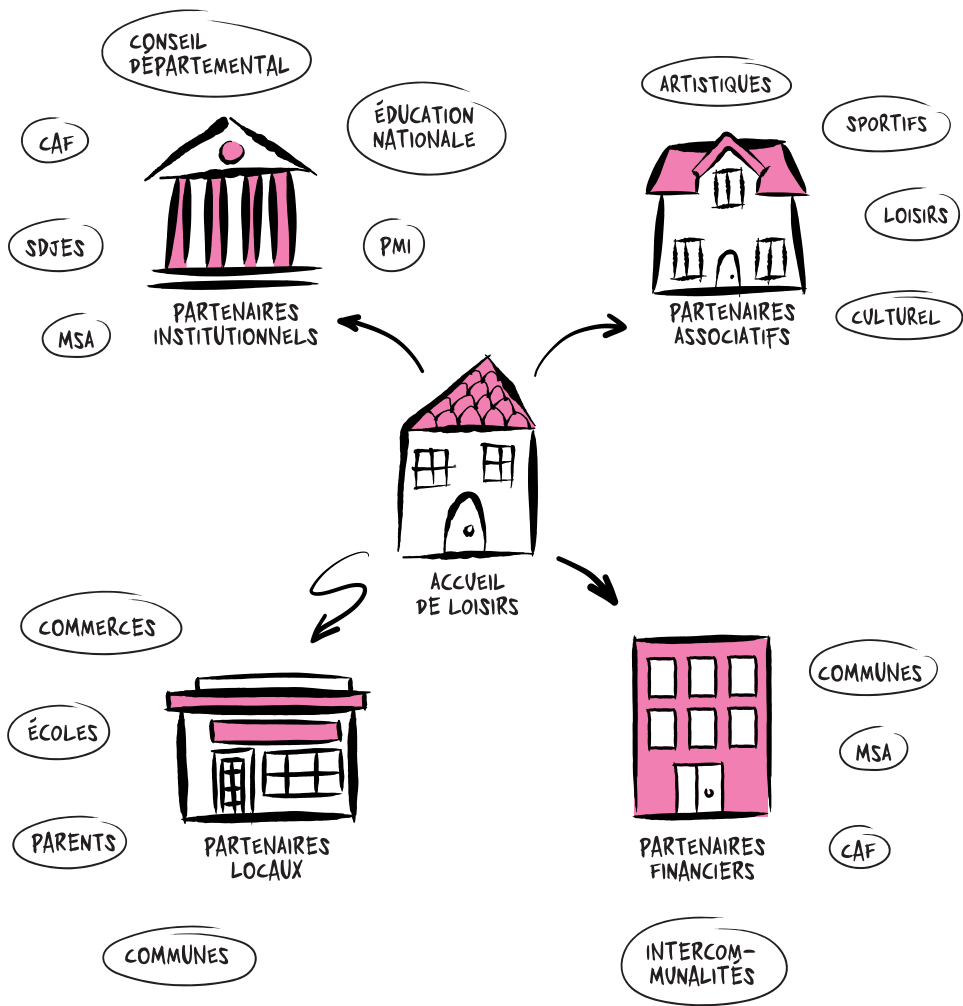 CONSEIL
DÉPARTEMENTAL
CAF
ÉDUCATION
NATIONALE
SDJES
PMI
MSA
PARTENAIRES
INSTITUTIONNELS
ARTISTIQUES
SPORTIFS
LOISIRS
CULTUREL
PARTENAIRES
ASSOCIATIFS
ACCUEIL
DE LOISIRS
COMMERCES
ÉCOLES
PARENTS
PARTENAIRES
LOCAUX
COMMUNES
COMMUNES
MSA
CAF
PARTENAIRES
FINANCIERS
INTERCOM-
MUNALITÉS